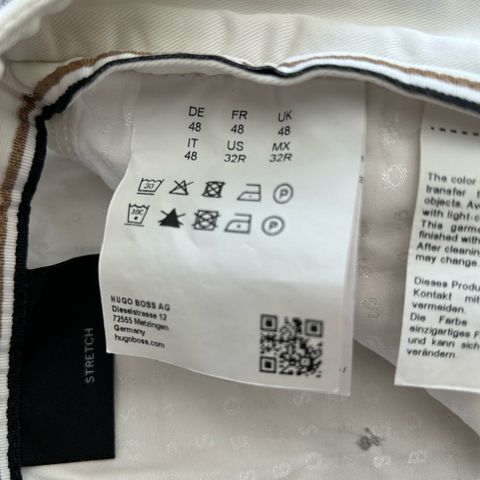 DE FR UK
48 48 48
IT US MX
48 32R 32R
30
30C
HUGO BOSS AG
Dieselstrasse 12
72555 Metzingen
Germany
hugoboss.com
STRETCH
The color
transfer
objects. Av
with light-c
This garme
finished with
After cleanin
may change.
Dieses Produ
Kontakt mit
vermeiden.
Die Farbe
einzigartiges F
und kann sich
verändern.